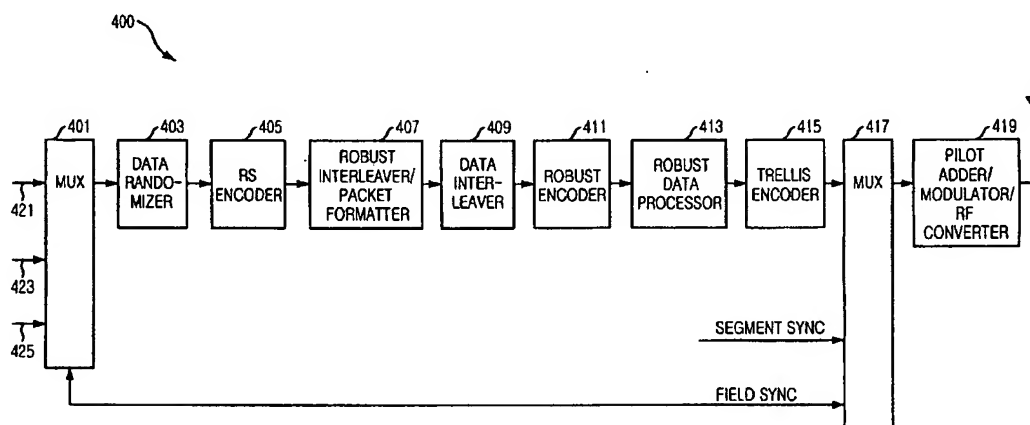 400
401
MUX
403
DATA
RANDO-
MIZER
405
RS
ENCODER
407
ROBUST
INTERLEAVER/
PACKET
FORMATTER
409
DATA
INTER-
LEAVER
411
ROBUST
ENCODER
413
ROBUST
DATA
PROCESSOR
415
TRELLIS
ENCODER
417
MUX
419
PILOT
ADDER/
MODULATOR/
RF
CONVERTER
421
423
425
SEGMENT SYNC
FIELD SYNC